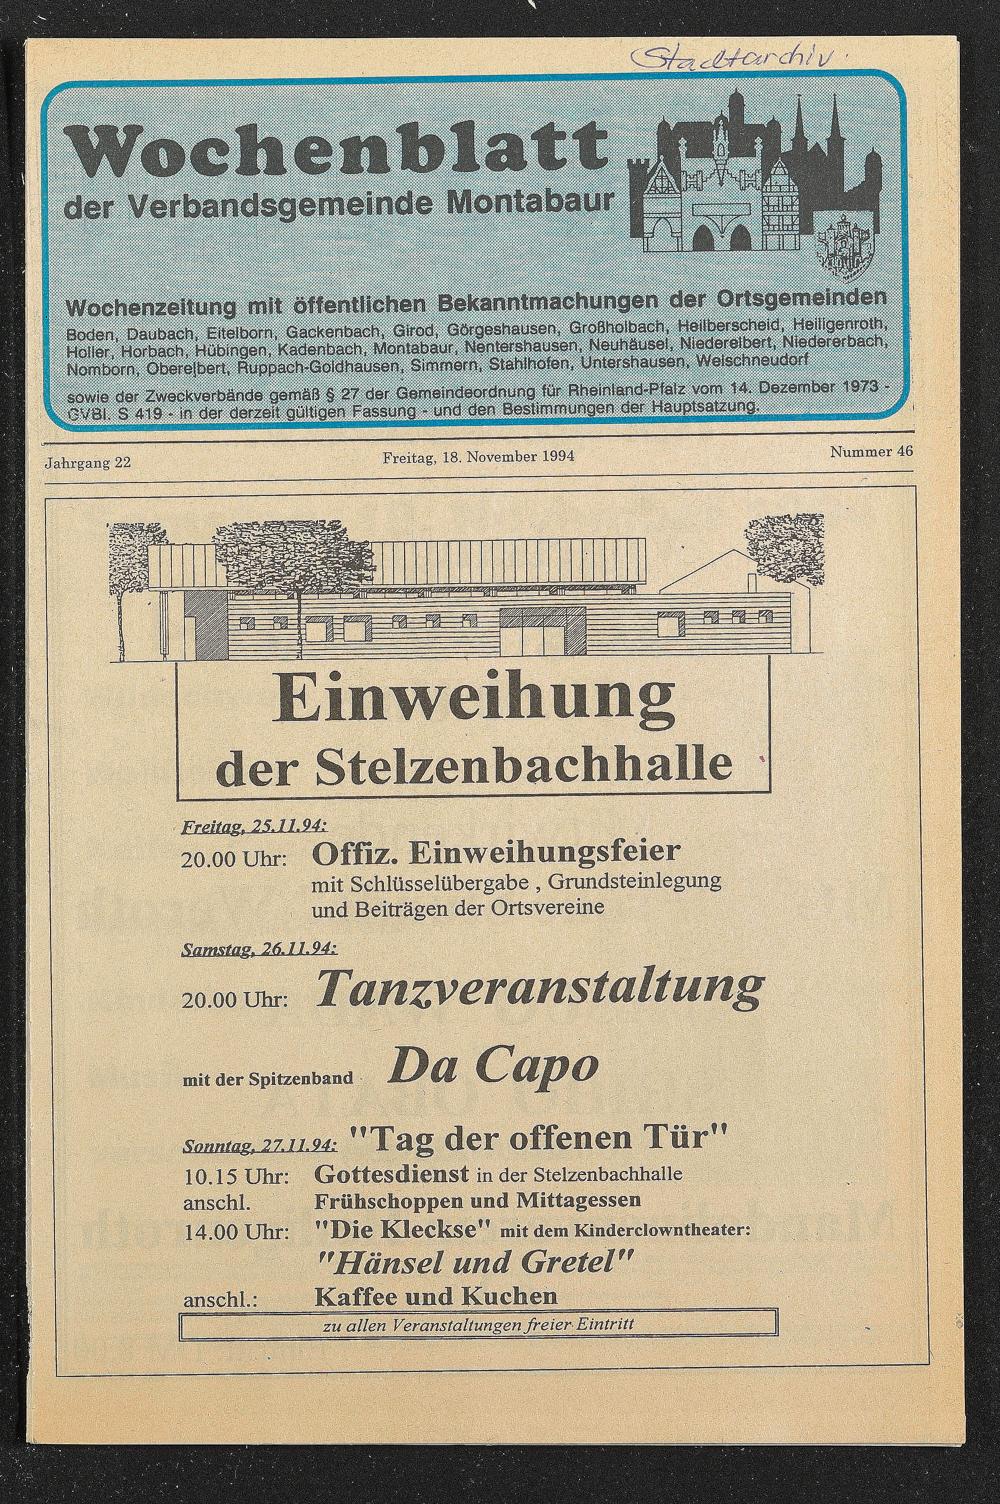 Stadtarchiv.
Wochenblatt
der Verbandsgemeinde Montabaur
Wochenzeitung mit öffentlichen Bekanntmachungen der Ortsgemeinden
Boden, Daubach, Eitelborn, Gackenbach, Girod, Görgeshausen, Großholbach, Heilberscheid, Heiligenroth,
Holler, Horbach, Hübingen, Kadenbach, Montabaur, Nentershausen, Neuhäusel, Niederelbert, Niedererbach,
Nomborn, Oberelbert, Ruppach-Goldhausen, Simmern, Stahlhofen, Untershausen, Welschneudorf
sowie der Zweckverbände gemäß § 27 der Gemeindeordnung für Rheinland-Pfalz vom 14. Dezember 1973 -
GVBl. S 419 - in der derzeit gültigen Fassung - und den Bestimmungen der Hauptsatzung.
Jahrgang 22 Freitag, 18. November 1994 Nummer 46
Einweihung
der Stelzenbachhalle
Freitag, 25.11.94:
20.00 Uhr: Offiz. Einweihungsfeier
mit Schlüsselübergabe , Grundsteinlegung
und Beiträgen der Ortsvereine
Samstag, 26.11.94:
20.00 Uhr: Tanzveranstaltung
mit der Spitzenband Da Capo
Sonntag, 27.11.94: "Tag der offenen Tür"
10.15 Uhr: Gottesdienst in der Stelzenbachhalle
anschl. Frühschoppen und Mittagessen
14.00 Uhr: "Die Kleckse" mit dem Kinderclowntheater:
"Hänsel und Gretel"
anschl.: Kaffee und Kuchen
zu allen Veranstaltungen freier Eintritt